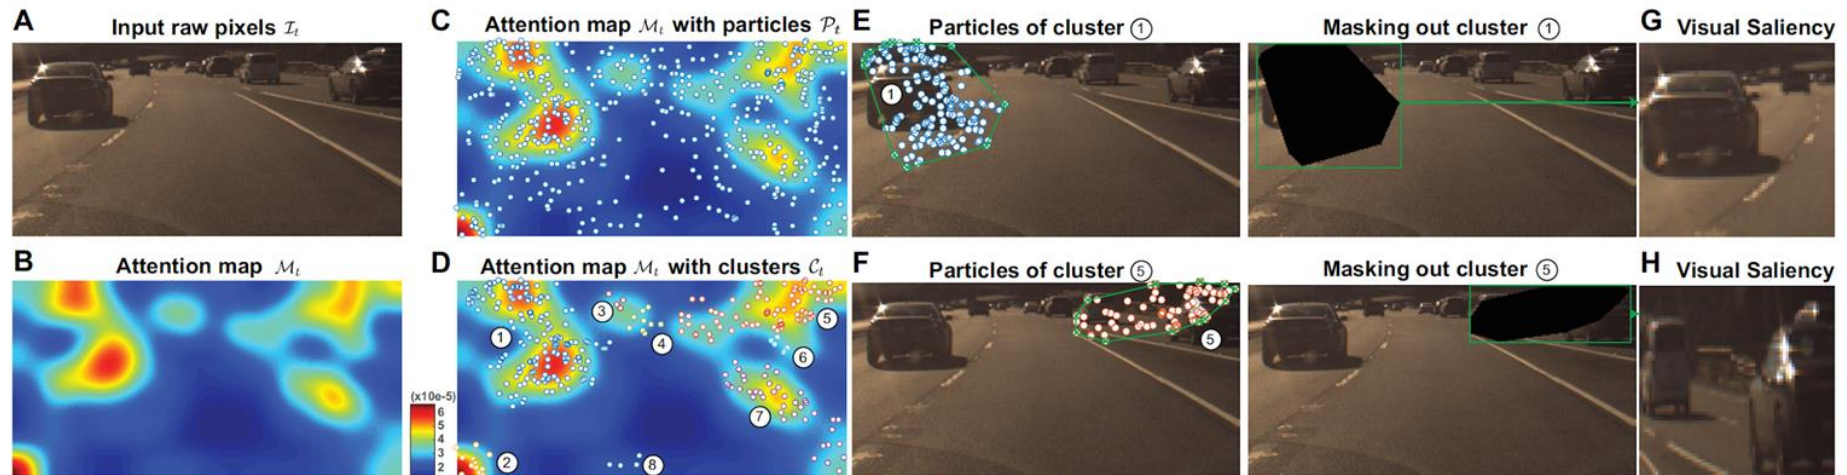 A Input raw pixels 𝓘ₜ
C Attention map 𝓜ₜ with particles 𝓟ₜ
E Particles of cluster ①
Masking out cluster ①
G Visual Saliency
1
B Attention map 𝓜ₜ
D Attention map 𝓜ₜ with clusters 𝓒ₜ
F Particles of cluster ⑤
Masking out cluster ⑤
H Visual Saliency
(x10e-5)
6
5
4
3
2
1
2
3
4
5
6
7
8
5